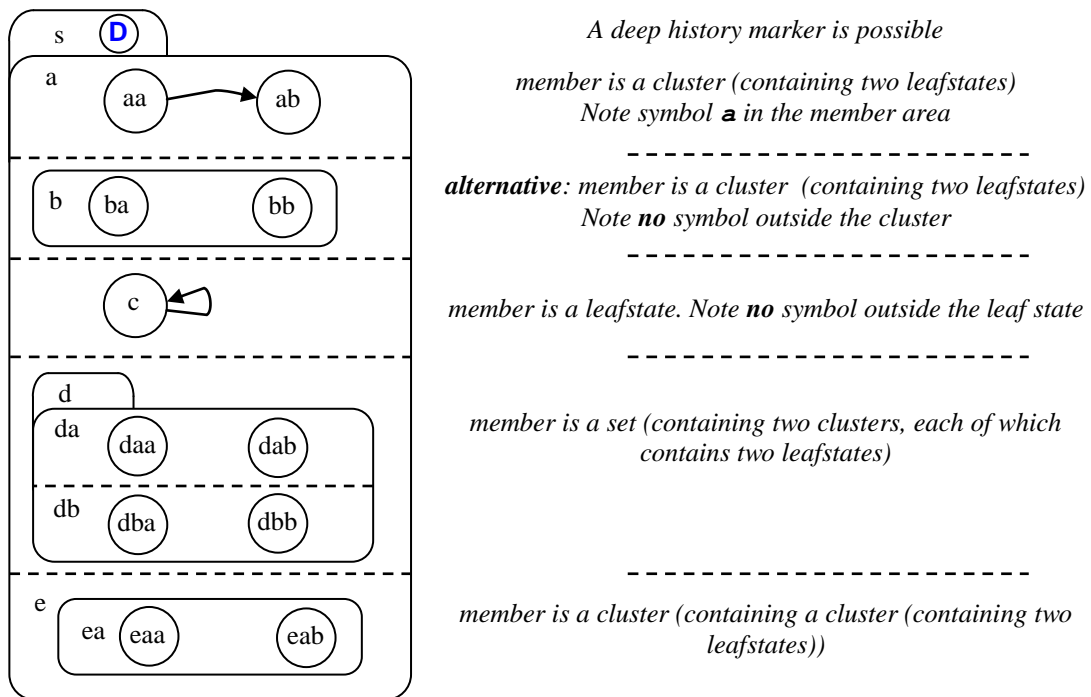 s D
A deep history marker is possible
a
aa ab
member is a cluster (containing two leafstates)
Note symbol a in the member area
b
ba bb
alternative: member is a cluster (containing two leafstates)
Note no symbol outside the cluster
c
member is a leafstate. Note no symbol outside the leaf state
d
da daa dab
db dba dbb
member is a set (containing two clusters, each of which
contains two leafstates)
e
ea eaa eab
member is a cluster (containing a cluster (containing two
leafstates))